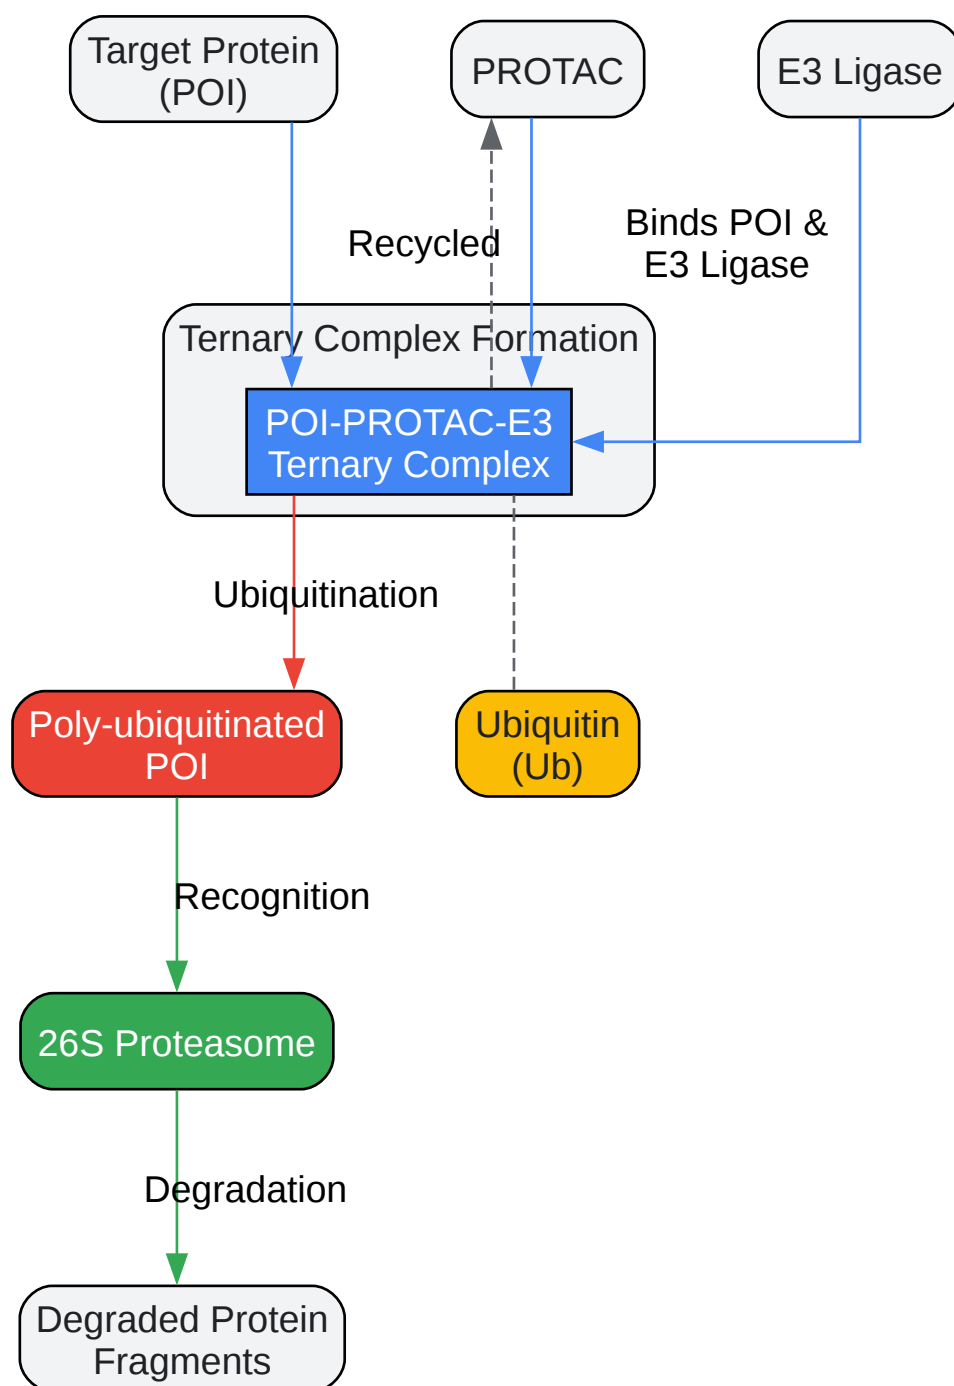 Target Protein
(POI)
PROTAC
E3 Ligase
Recycled
Binds POI &
E3 Ligase
Ternary Complex Formation
POI-PROTAC-E3
Ternary Complex
Ubiquitination
Poly-ubiquitinated
POI
Ubiquitin
(Ub)
Recognition
26S Proteasome
Degradation
Degraded Protein
Fragments